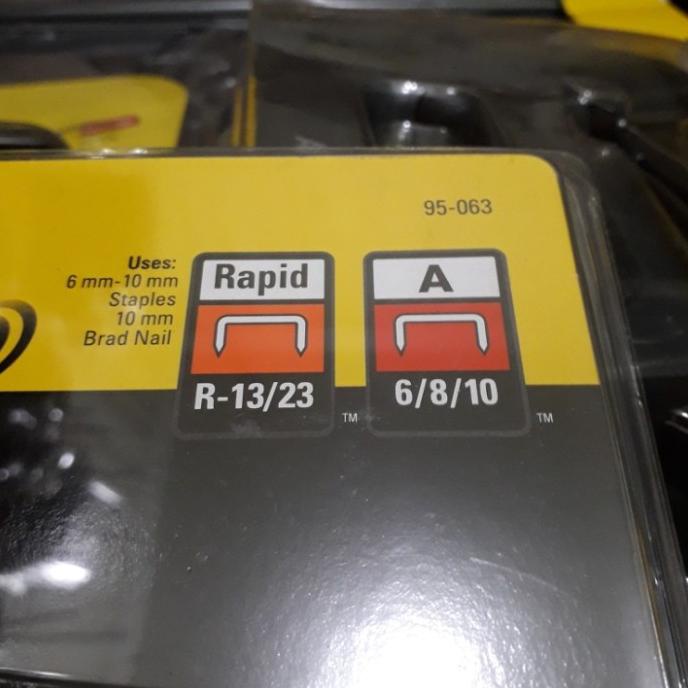 95-063
Uses:
6 mm-10 mm
Staples
10 mm
Brad Nail
Rapid
R-13/23
TM
A
6/8/10
TM